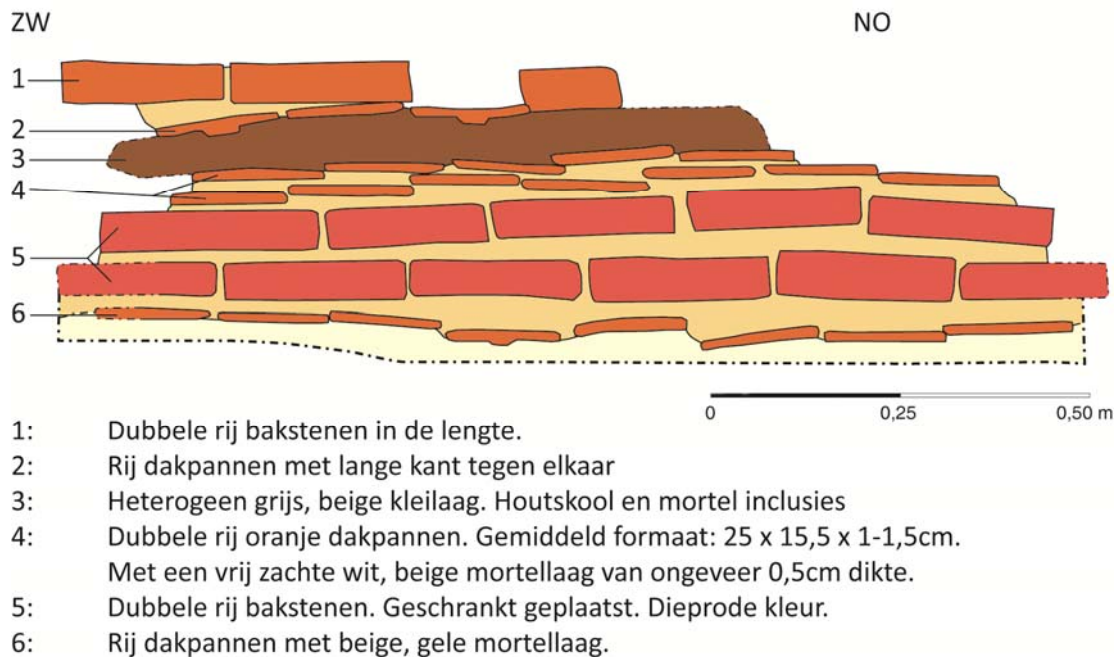 ZW NO
1
2
3
4
5
6
0 0,25 0,50 m
1: Dubbele rij bakstenen in de lengte.
2: Rij dakpannen met lange kant tegen elkaar
3: Heterogeen grijs, beige kleilaag. Houtskool en mortel inclusies
4: Dubbele rij oranje dakpannen. Gemiddeld formaat: 25 x 15,5 x 1-1,5cm.
Met een vrij zachte wit, beige mortellaag van ongeveer 0,5cm dikte.
5: Dubbele rij bakstenen. Geschrankt geplaatst. Dieprode kleur.
6: Rij dakpannen met beige, gele mortellaag.